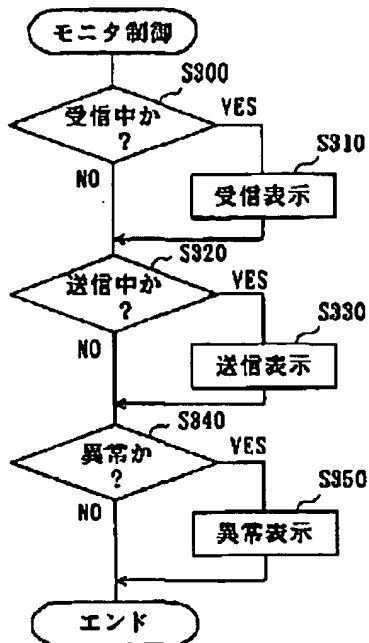 モニタ制御
S300
受信中か
?
YES
NO
S310
受信表示
S320
送信中か
?
YES
NO
S330
送信表示
S340
異常か
?
YES
NO
S350
異常表示
エンド